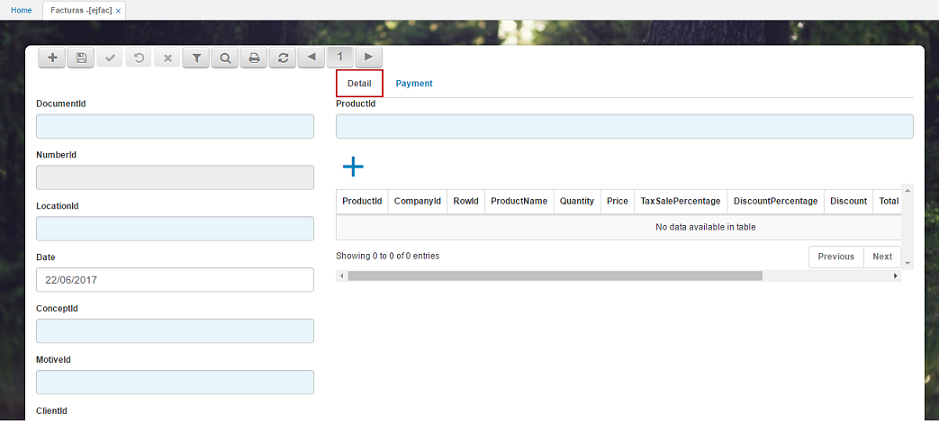 Home Facturas -[ejfac] ×
1
Detail Payment
DocumentId
ProductId
NumberId
LocationId
ProductId CompanyId RowId ProductName Quantity Price TaxSalePercentage DiscountPercentage Discount Total
No data available in table
Date
Showing 0 to 0 of 0 entries
Previous Next
22/06/2017
ConceptId
MotiveId
ClientId